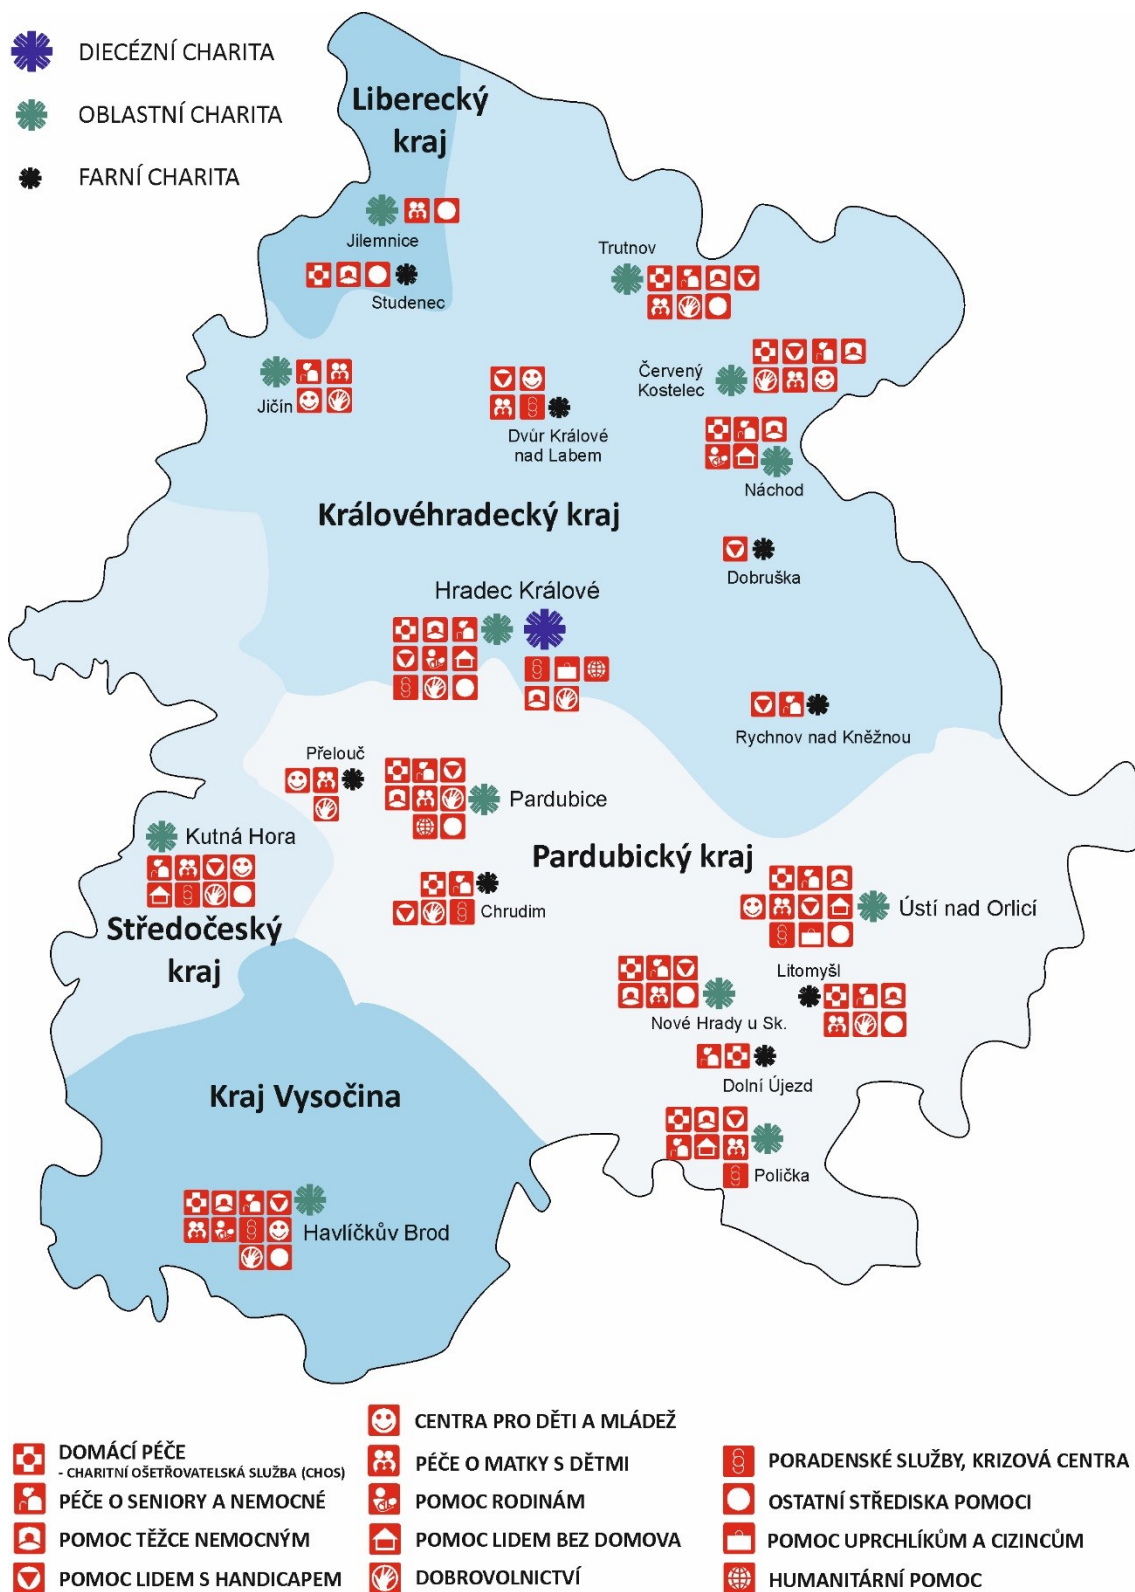 DIECÉZNÍ CHARITA
OBLASTNÍ CHARITA
FARNÍ CHARITA
Liberecký
kraj
Jilemnice
Studenec
Trutnov
Červený
Kostelec
Jičín
Dvůr Králové
nad Labem
Náchod
Královéhradecký kraj
Dobruška
Hradec Králové
Rychnov nad Kněžnou
Přelouč
Pardubice
Kutná Hora
Pardubický kraj
Chrudim
Ústí nad Orlicí
Středočeský
kraj
Litomyšl
Nové Hrady u Sk.
Dolní Újezd
Kraj Vysočina
Polička
Havlíčkův Brod
DOMÁCÍ PÉČE
- CHARITNÍ OŠETŘOVATELSKÁ SLUŽBA (CHOS)
PÉČE O SENIORY A NEMOCNÉ
POMOC TĚŽCE NEMOCNÝM
POMOC LIDEM S HANDICAPEM
CENTRA PRO DĚTI A MLÁDEŽ
PÉČE O MATKY S DĚTMI
POMOC RODINÁM
POMOC LIDEM BEZ DOMOVA
DOBROVOLNICTVÍ
PORADENSKÉ SLUŽBY, KRIZOVÁ CENTRA
OSTATNÍ STŘEDISKA POMOCI
POMOC UPRCHLÍKŮM A CIZINCŮM
HUMANITÁRNÍ POMOC